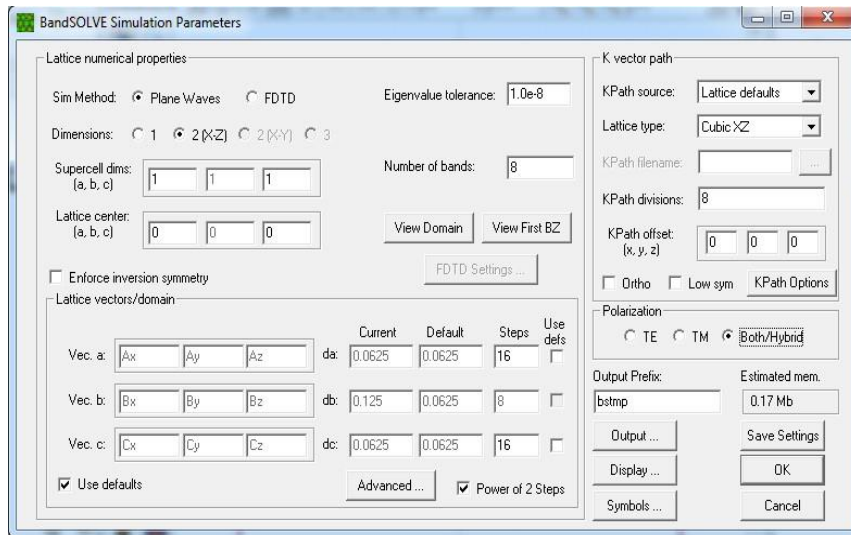 BandSOLVE Simulation Parameters
Lattice numerical properties
Sim Method: Plane Waves FDTD
Eigenvalue tolerance: 1.0e-8
Dimensions: 1 2 (X-Z) 2 (X-Y) 3
Supercell dims: (a, b, c) 1 1 1
Number of bands: 8
Lattice center: (a, b, c) 0 0 0
View Domain View First BZ
Enforce inversion symmetry
FDTD Settings ...
Lattice vectors/domain
Current Default Steps Use defs
Vec. a: Ax Ay Az da: 0.0625 0.0625 16
Vec. b: Bx By Bz db: 0.125 0.0625 8
Vec. c: Cx Cy Cz dc: 0.0625 0.0625 16
Use defaults Advanced ... Power of 2 Steps
K vector path
KPath source: Lattice defaults
Lattice type: Cubic XZ
KPath filename: ...
KPath divisions: 8
KPath offset: (x, y, z) 0 0 0
Ortho Low sym KPath Options
Polarization
TE TM Both/Hybrid
Output Prefix: Estimated mem.
bstmp 0.17 Mb
Output ... Save Settings
Display ... OK
Symbols ... Cancel